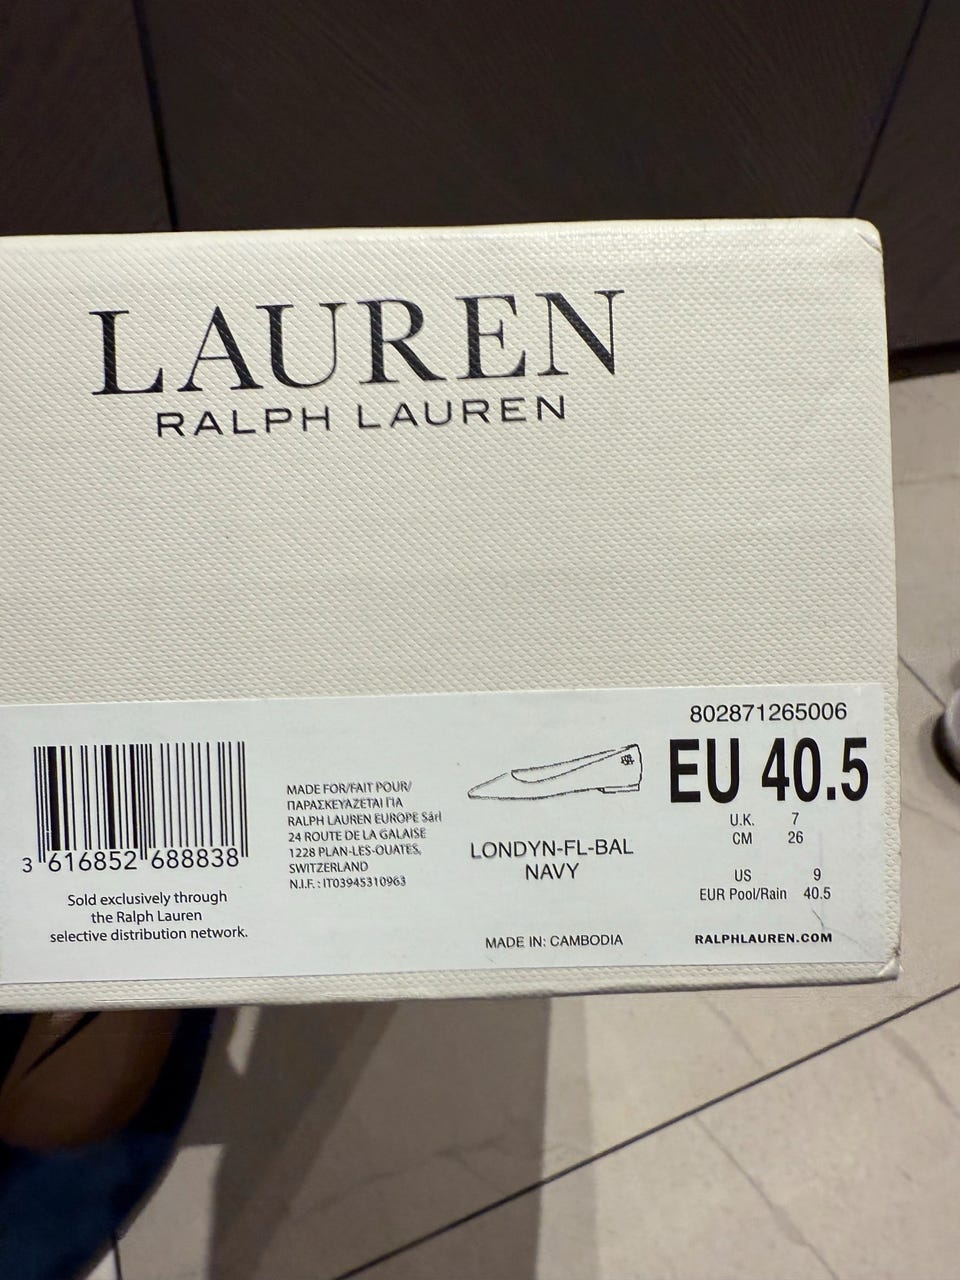 LAUREN
RALPH LAUREN
3 616852 688838
Sold exclusively through
the Ralph Lauren
selective distribution network.
MADE FOR/FAIT POUR/
ΠΑΡΑΣΚΕΥΑΖΕΤΑΙ ΓΙΑ
RALPH LAUREN EUROPE Sàrl
24 ROUTE DE LA GALAISE
1228 PLAN-LES-OUATES,
SWITZERLAND
N.I.F. : IT03945310963
LONDYN-FL-BAL
NAVY
MADE IN: CAMBODIA
802871265006
EU 40.5
U.K. 7
CM 26
US 9
EUR Pool/Rain 40.5
RALPHLAUREN.COM